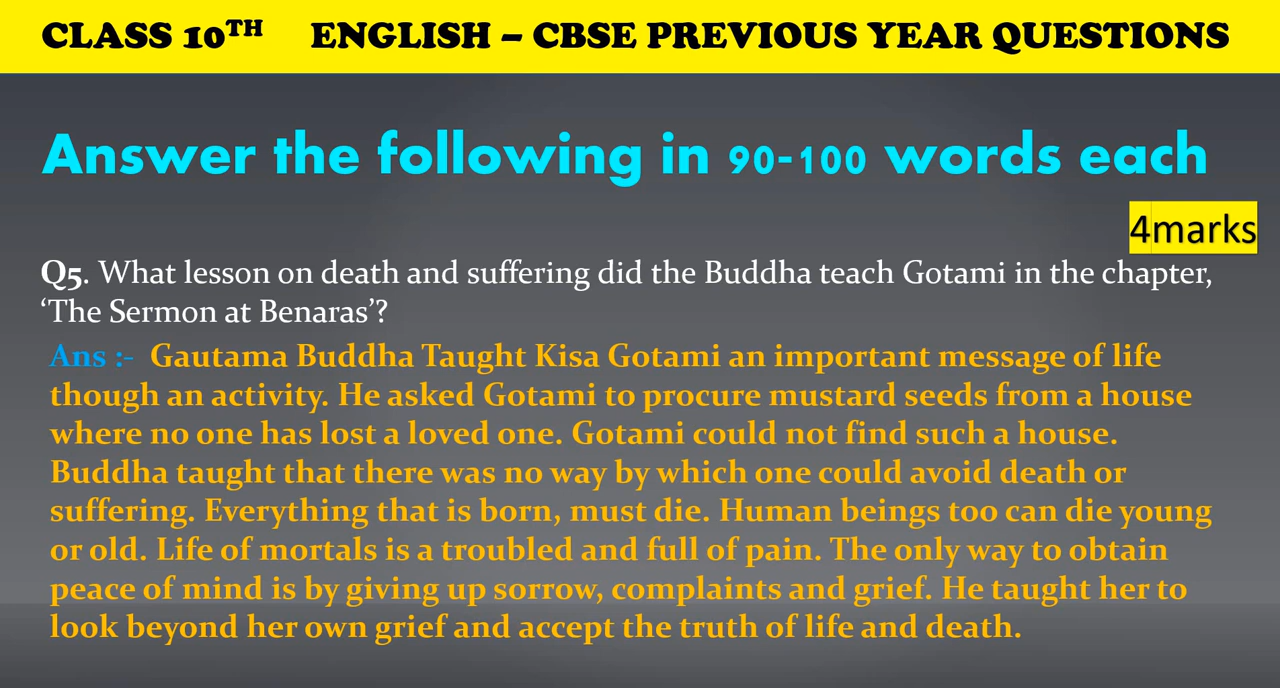 CLASS 10TH ENGLISH – CBSE PREVIOUS YEAR QUESTIONS
Answer the following in 90-100 words each
4marks
Q5. What lesson on death and suffering did the Buddha teach Gotami in the chapter,
‘The Sermon at Benaras’?
Ans :- Gautama Buddha Taught Kisa Gotami an important message of life
though an activity. He asked Gotami to procure mustard seeds from a house
where no one has lost a loved one. Gotami could not find such a house.
Buddha taught that there was no way by which one could avoid death or
suffering. Everything that is born, must die. Human beings too can die young
or old. Life of mortals is a troubled and full of pain. The only way to obtain
peace of mind is by giving up sorrow, complaints and grief. He taught her to
look beyond her own grief and accept the truth of life and death.